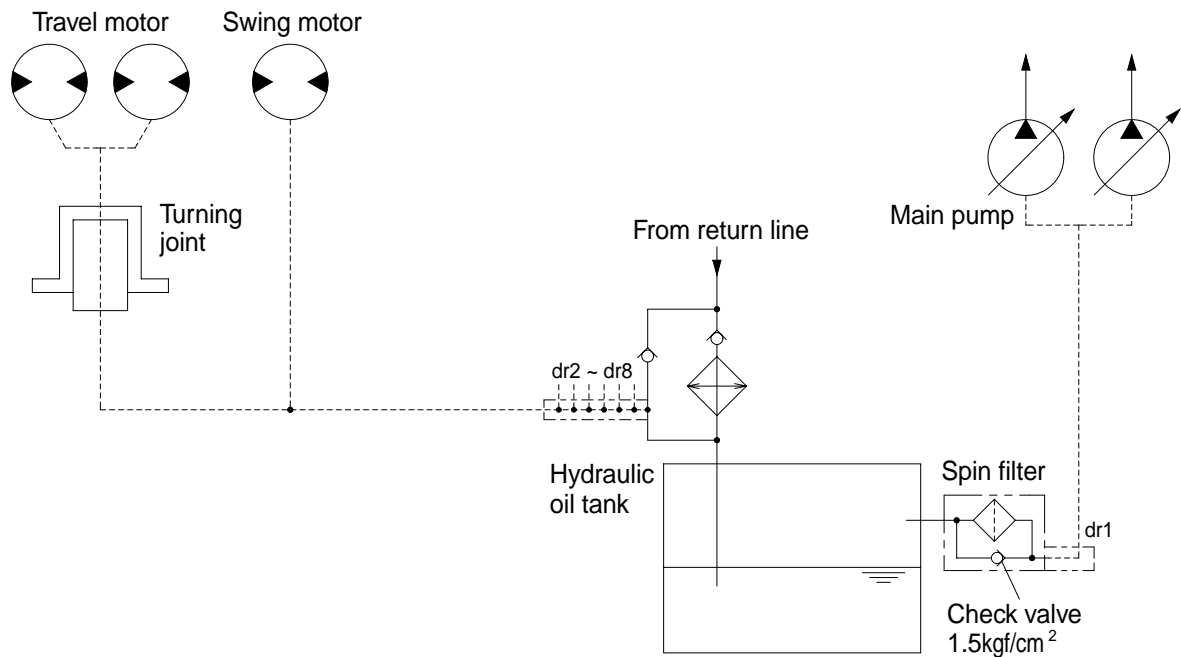 Travel motor
Swing motor
Turning
joint
Main pump
From return line
dr2 ~ dr8
Hydraulic
oil tank
Spin filter
dr1
Check valve
1.5kgf/cm²